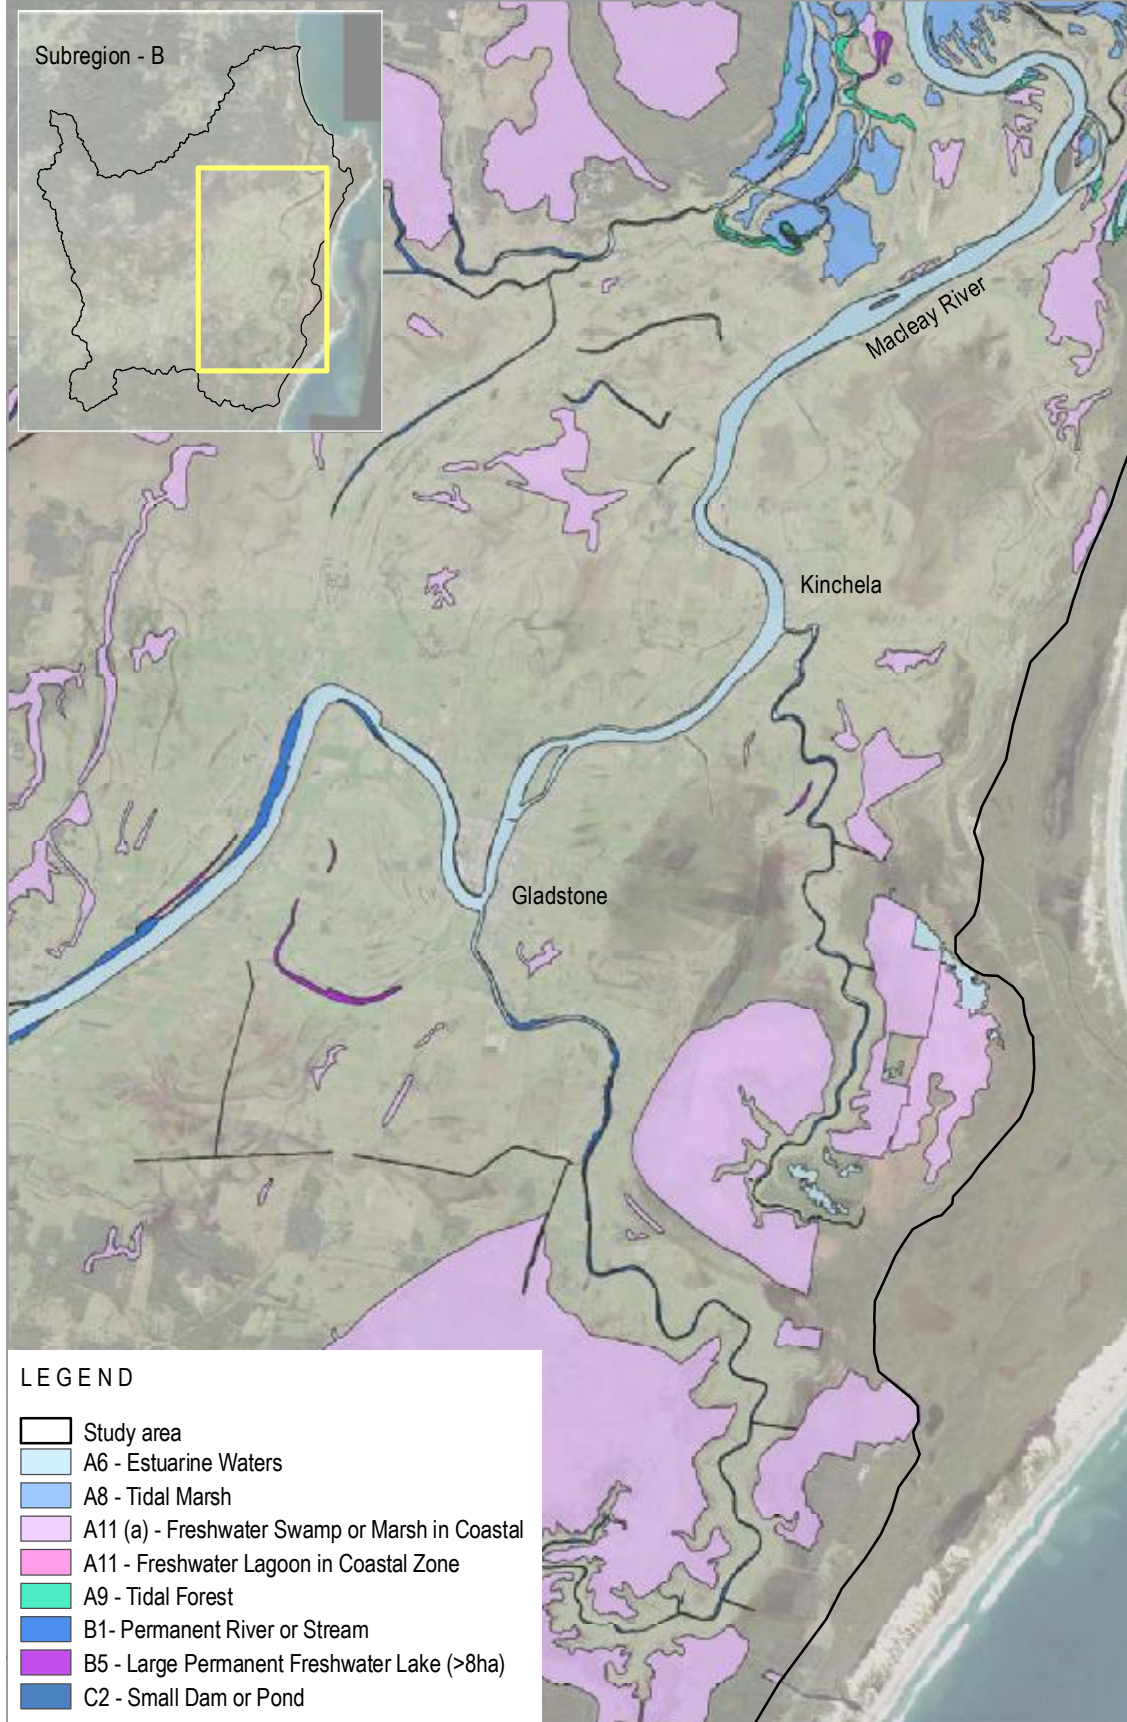 Subregion - B
Macleay River
Kinchela
Gladstone
LEGEND
Study area
A6 - Estuarine Waters
A8 - Tidal Marsh
A11 (a) - Freshwater Swamp or Marsh in Coastal
A11 - Freshwater Lagoon in Coastal Zone
A9 - Tidal Forest
B1- Permanent River or Stream
B5 - Large Permanent Freshwater Lake (>8ha)
C2 - Small Dam or Pond